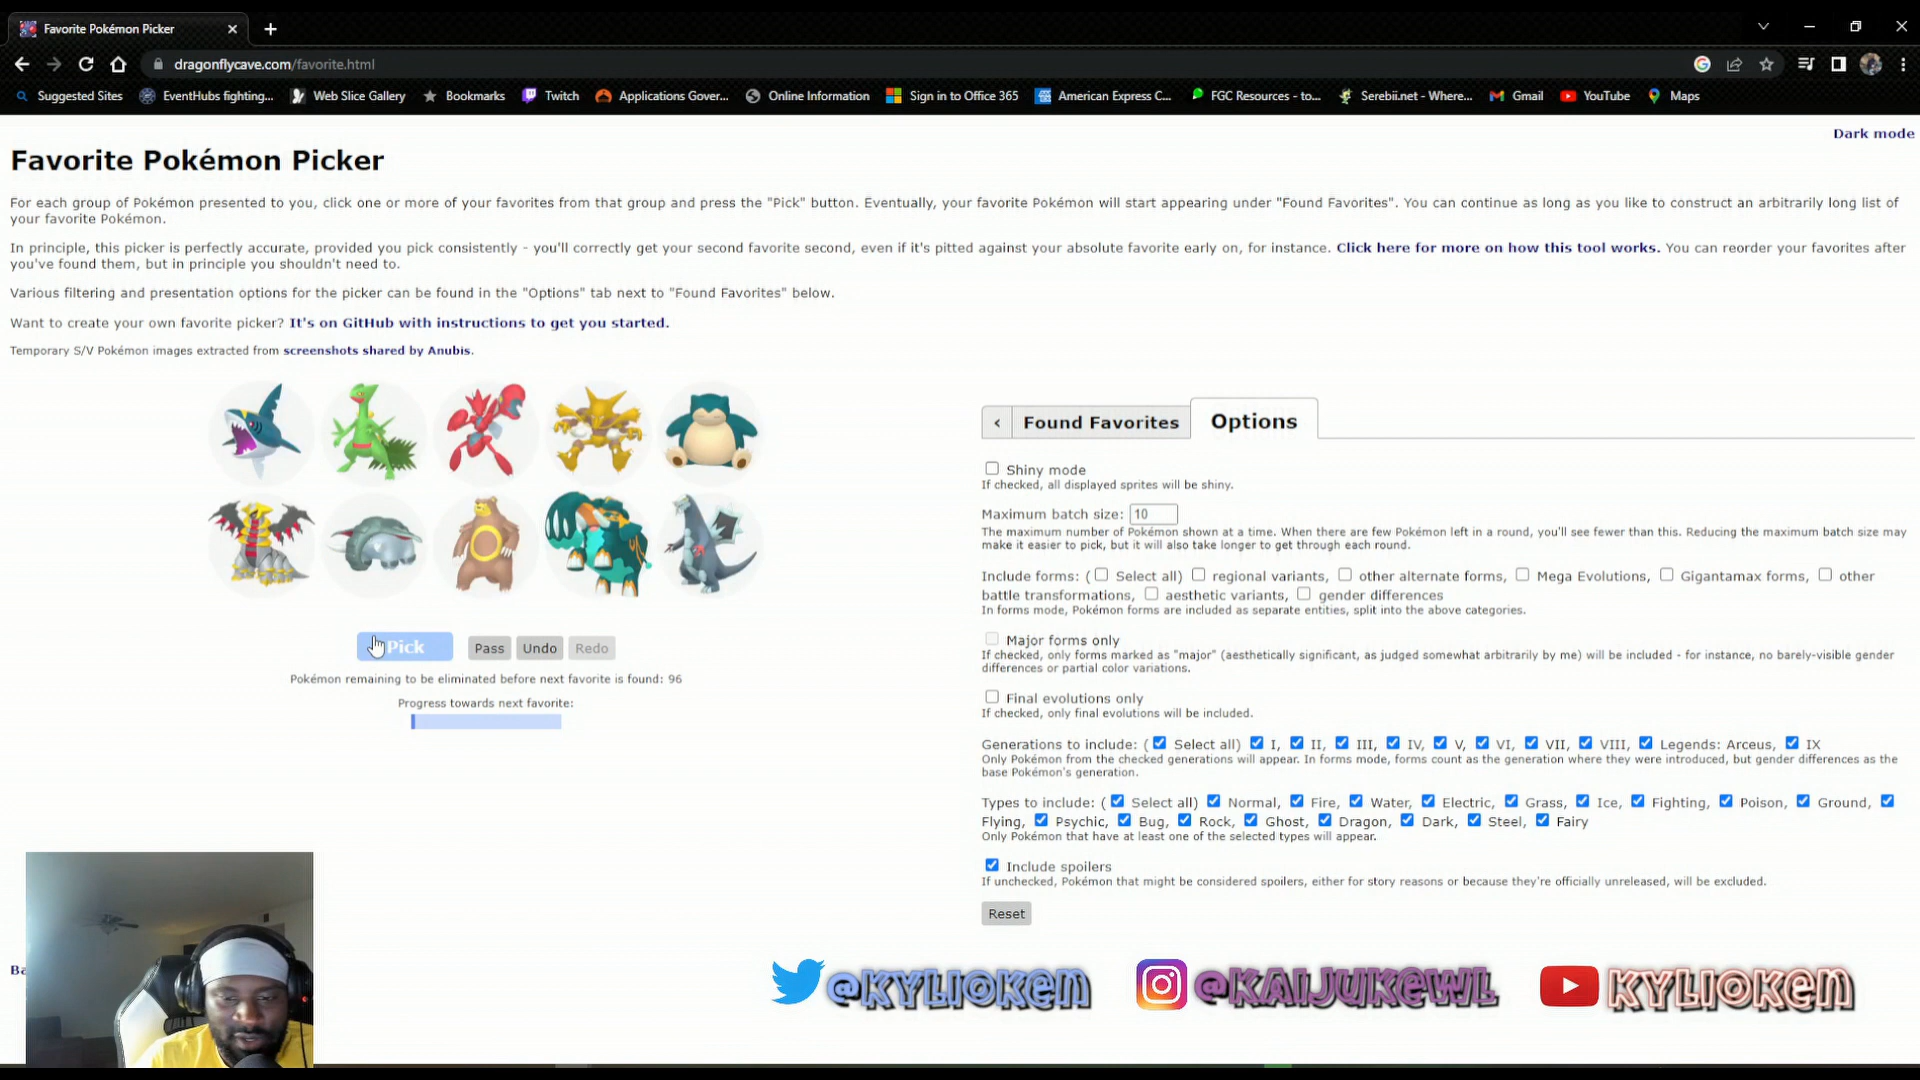 Favorite Pokémon Picker
dragonflycave.com/favorite.html
Suggested Sites EventHubs fighting... Web Slice Gallery Bookmarks Twitch Applications Gover... Online Information Sign in to Office 365 American Express C... FGC Resources - to... Serebii.net - Where... Gmail YouTube Maps
Dark mode
Favorite Pokémon Picker
For each group of Pokémon presented to you, click one or more of your favorites from that group and press the "Pick" button. Eventually, your favorite Pokémon will start appearing under "Found Favorites". You can continue as long as you like to construct an arbitrarily long list of
your favorite Pokémon.
In principle, this picker is perfectly accurate, provided you pick consistently - you'll correctly get your second favorite second, even if it's pitted against your absolute favorite early on, for instance. Click here for more on how this tool works. You can reorder your favorites after
you've found them, but in principle you shouldn't need to.
Various filtering and presentation options for the picker can be found in the "Options" tab next to "Found Favorites" below.
Want to create your own favorite picker? It's on GitHub with instructions to get you started.
Temporary S/V Pokémon images extracted from screenshots shared by Anubis.
Pick Pass Undo Redo
Pokémon remaining to be eliminated before next favorite is found: 96
Progress towards next favorite:
‹ Found Favorites Options
Shiny mode
If checked, all displayed sprites will be shiny.
Maximum batch size: 10
The maximum number of Pokémon shown at a time. When there are few Pokémon left in a round, you'll see fewer than this. Reducing the maximum batch size may
make it easier to pick, but it will also take longer to get through each round.
Include forms: ( Select all) regional variants, other alternate forms, Mega Evolutions, Gigantamax forms, other
battle transformations, aesthetic variants, gender differences
In forms mode, Pokémon forms are included as separate entities, split into the above categories.
Major forms only
If checked, only forms marked as "major" (aesthetically significant, as judged somewhat arbitrarily by me) will be included - for instance, no barely-visible gender
differences or partial color variations.
Final evolutions only
If checked, only final evolutions will be included.
Generations to include: ( Select all) I, II, III, IV, V, VI, VII, VIII, Legends: Arceus, IX
Only Pokémon from the checked generations will appear. In forms mode, forms count as the generation where they were introduced, but gender differences as the
base Pokémon's generation.
Types to include: ( Select all) Normal, Fire, Water, Electric, Grass, Ice, Fighting, Poison, Ground,
Flying, Psychic, Bug, Rock, Ghost, Dragon, Dark, Steel, Fairy
Only Pokémon that have at least one of the selected types will appear.
Include spoilers
If unchecked, Pokémon that might be considered spoilers, either for story reasons or because they're officially unreleased, will be excluded.
Reset
Ba
@KYLIOKEN @KAIJUKEWL KYLIOKEN